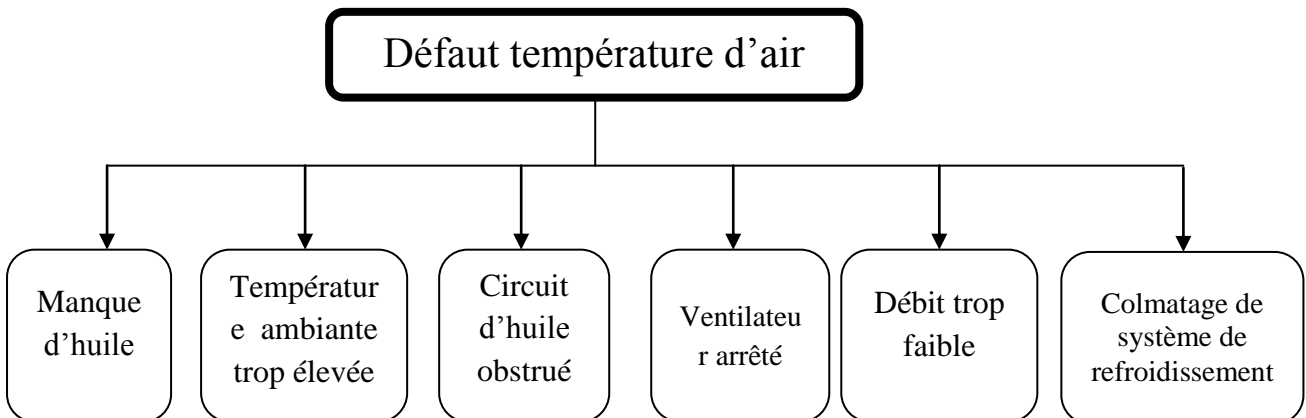 Défaut température d’air
Manque
d’huile
Températur
e ambiante
trop élevée
Circuit
d’huile
obstrué
Ventilateu
r arrêté
Débit trop
faible
Colmatage de
système de
refroidissement